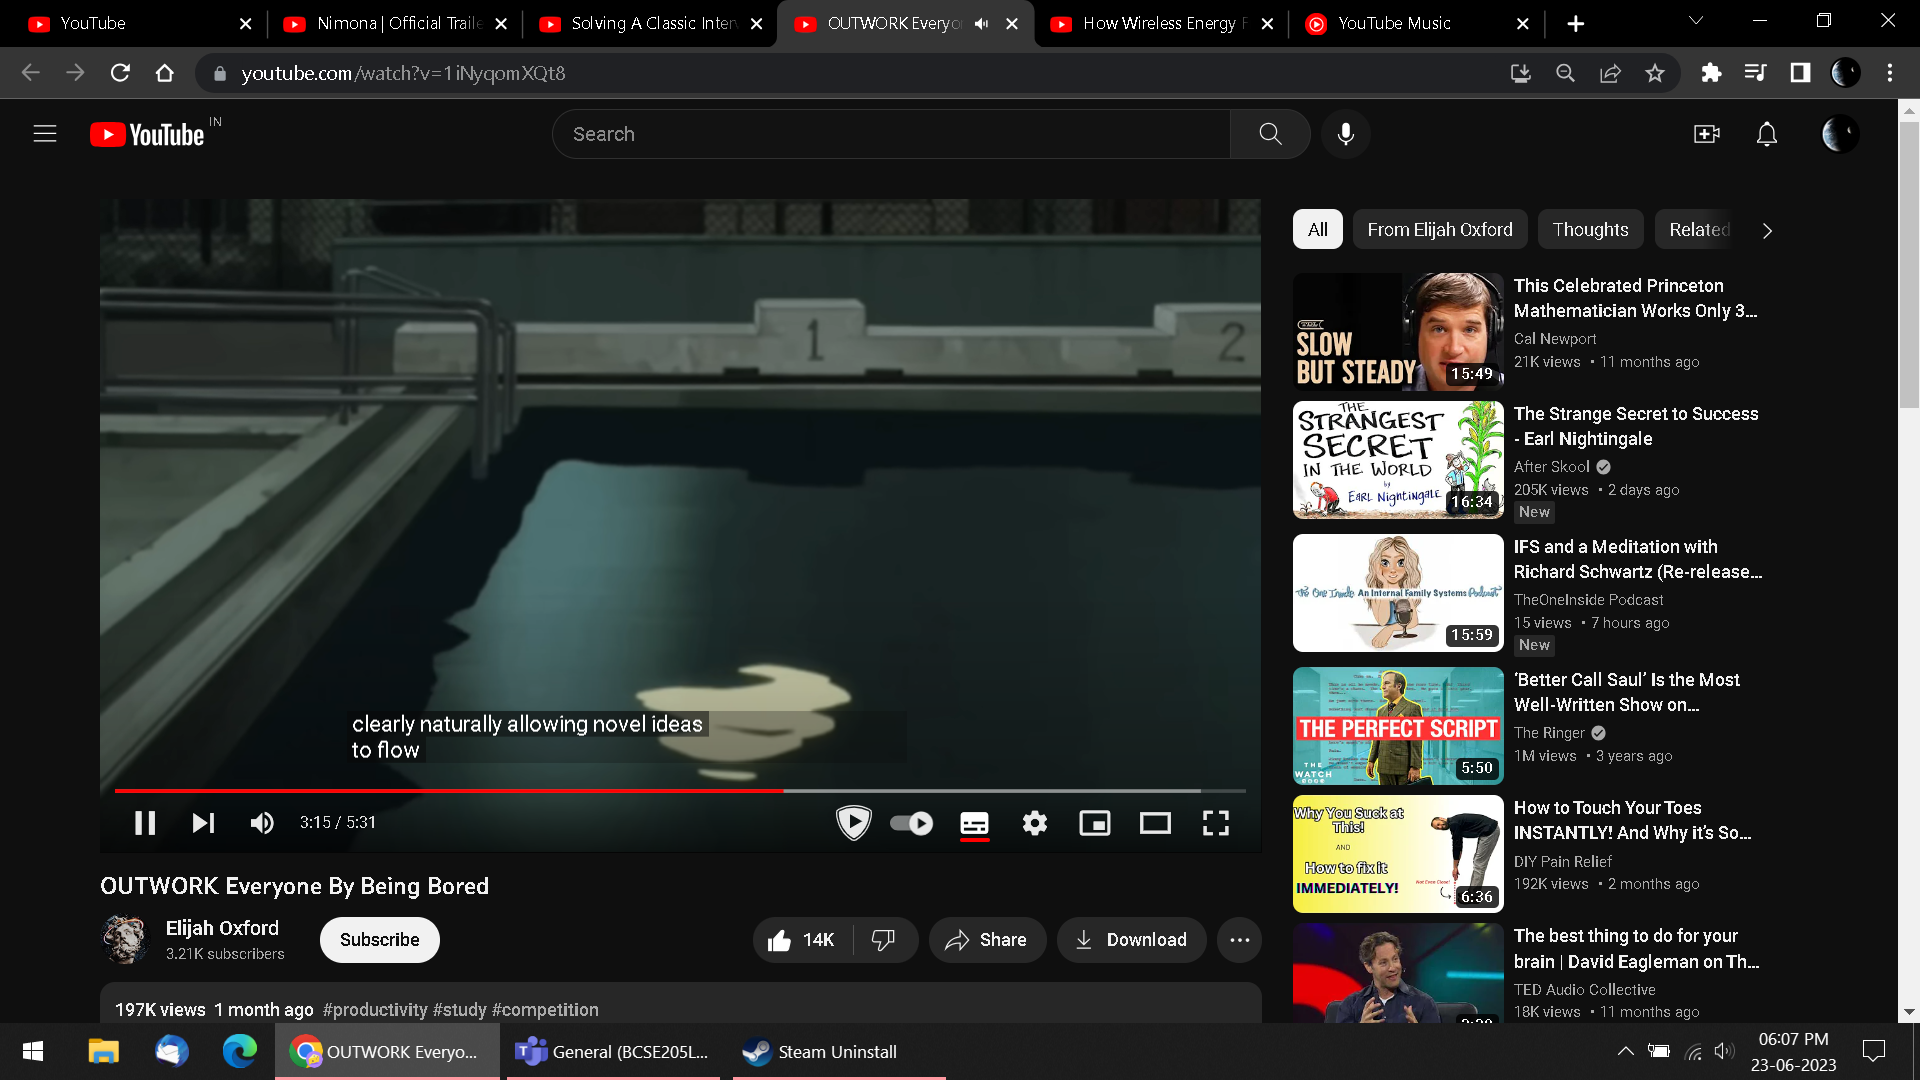 YouTube
Nimona | Official Traile
Solving A Classic Inter
OUTWORK Everyo
How Wireless Energy F
YouTube Music
youtube.com/watch?v=1iNyqomXQt8
YouTube IN
Search
1
2
clearly naturally allowing novel ideas
to flow
3:15 / 5:31
OUTWORK Everyone By Being Bored
Elijah Oxford
3.21K subscribers
Subscribe
14K
Share
Download
197K views 1 month ago #productivity #study #competition
All
From Elijah Oxford
Thoughts
Related
SLOW
BUT STEADY
15:49
This Celebrated Princeton
Mathematician Works Only 3...
Cal Newport
21K views • 11 months ago
THE
STRANGEST
SECRET
IN THE WORLD
by
EARL NIGHTINGALE
16:34
The Strange Secret to Success
- Earl Nightingale
After Skool
205K views • 2 days ago
New
The One Inside An Internal Family Systems Podcast
15:59
IFS and a Meditation with
Richard Schwartz (Re-release...
TheOneInside Podcast
15 views • 7 hours ago
New
THE PERFECT SCRIPT
THE
WATCH
5:50
‘Better Call Saul’ Is the Most
Well-Written Show on...
The Ringer
1M views • 3 years ago
Why You Suck at
This!
AND
How to fix it
IMMEDIATELY!
Not Even Close!
6:36
How to Touch Your Toes
INSTANTLY! And Why it’s So...
DIY Pain Relief
192K views • 2 months ago
The best thing to do for your
brain | David Eagleman on Th...
TED Audio Collective
18K views • 11 months ago
OUTWORK Everyo...
General (BCSE205L...
Steam Uninstall
06:07 PM
23-06-2023